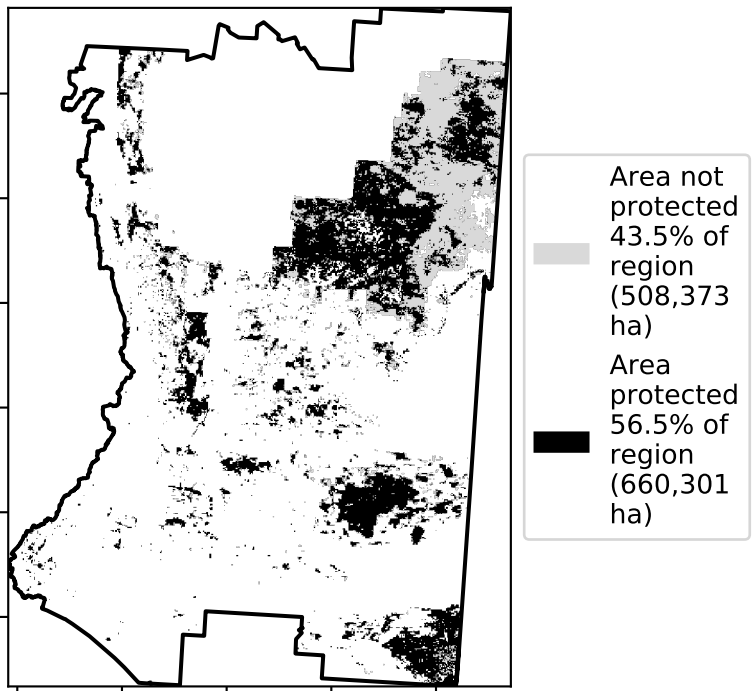 Area not
protected
43.5% of
region
(508,373
ha)
Area
protected
56.5% of
region
(660,301
ha)